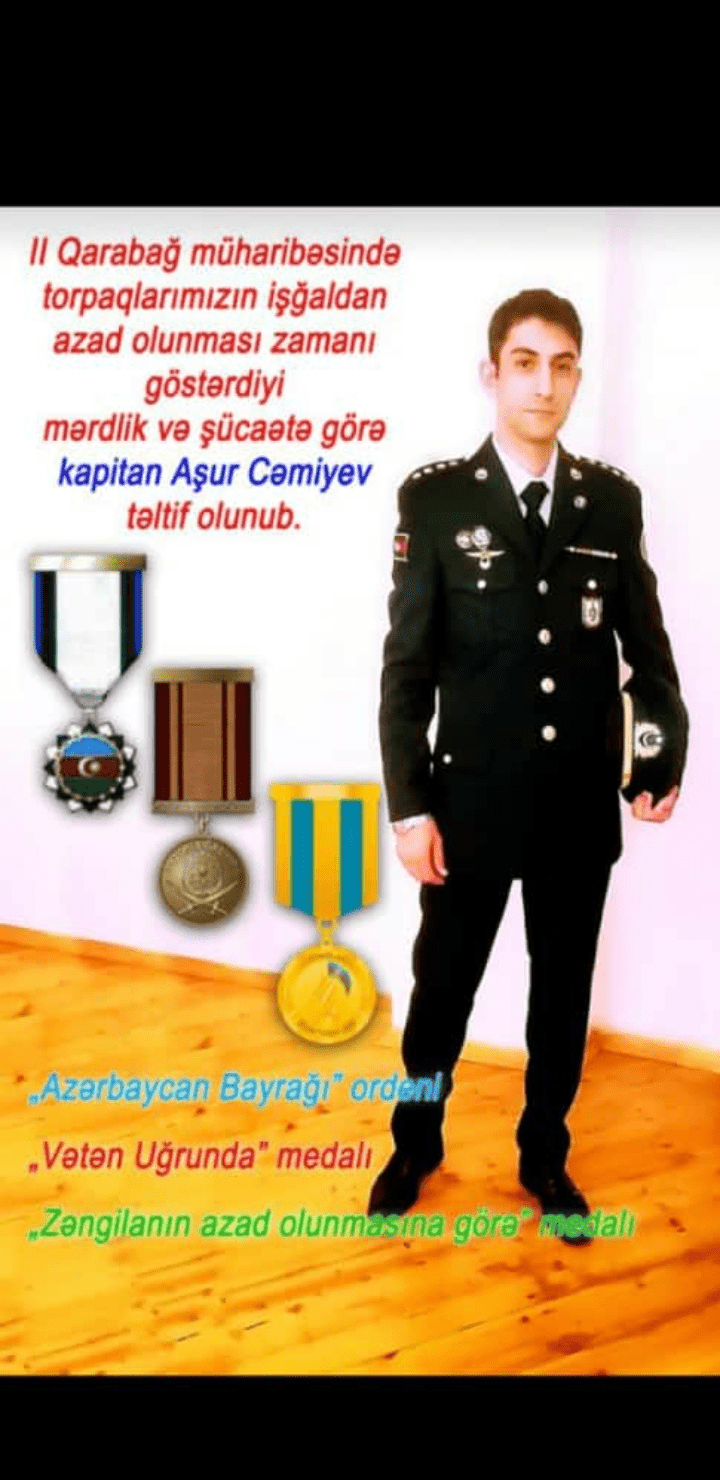 II Qarabağ müharibəsində
torpaqlarımızın işğaldan
azad olunması zamanı
göstərdiyi
mərdlik və şücaətə görə
kapitan Aşur Cəmiyev
təltif olunub.
„Azərbaycan Bayrağı” ordeni
„Vətən Uğrunda” medalı
„Zəngilanın azad olunmasına görə” medalı